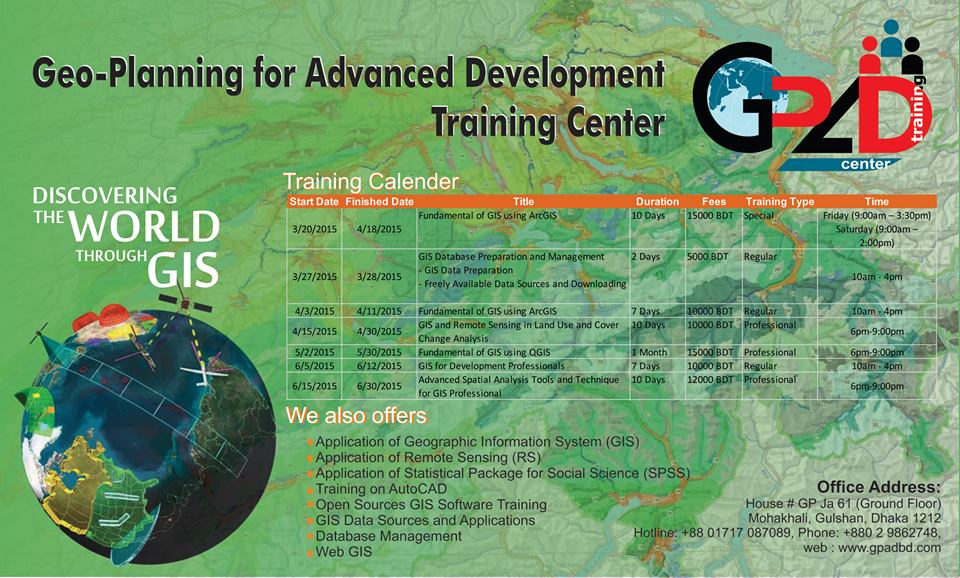 Geo-Planning for Advanced Development
Training Center
GP2D
training
center
DISCOVERING
THE WORLD
THROUGH GIS
Training Calender
Start Date Finished Date Title Duration Fees Training Type Time
3/20/2015 4/18/2015 Fundamental of GIS using ArcGIS 10 Days 15000 BDT Special Friday (9:00am – 3:30pm)
Saturday (9:00am –
2:00pm)
3/27/2015 3/28/2015 GIS Database Preparation and Management 2 Days 5000 BDT Regular 10am - 4pm
- GIS Data Preparation
- Freely Available Data Sources and Downloading
4/3/2015 4/11/2015 Fundamental of GIS using ArcGIS 7 Days 10000 BDT Regular 10am - 4pm
4/15/2015 4/30/2015 GIS and Remote Sensing in Land Use and Cover 10 Days 10000 BDT Professional 6pm-9:00pm
Change Analysis
5/2/2015 5/30/2015 Fundamental of GIS using QGIS 1 Month 15000 BDT Professional 6pm-9:00pm
6/5/2015 6/12/2015 GIS for Development Professionals 7 Days 10000 BDT Regular 10am - 4pm
6/15/2015 6/30/2015 Advanced Spatial Analysis Tools and Technique 10 Days 12000 BDT Professional 6pm-9:00pm
for GIS Professional
We also offers
Application of Geographic Information System (GIS)
Application of Remote Sensing (RS)
Application of Statistical Package for Social Science (SPSS)
Training on AutoCAD
Open Sources GIS Software Training
GIS Data Sources and Applications
Database Management
Web GIS
Office Address:
House # GP Ja 61 (Ground Floor)
Mohakhali, Gulshan, Dhaka 1212
Hotline: +88 01717 087089, Phone: +880 2 9862748,
web : www.gpadbd.com